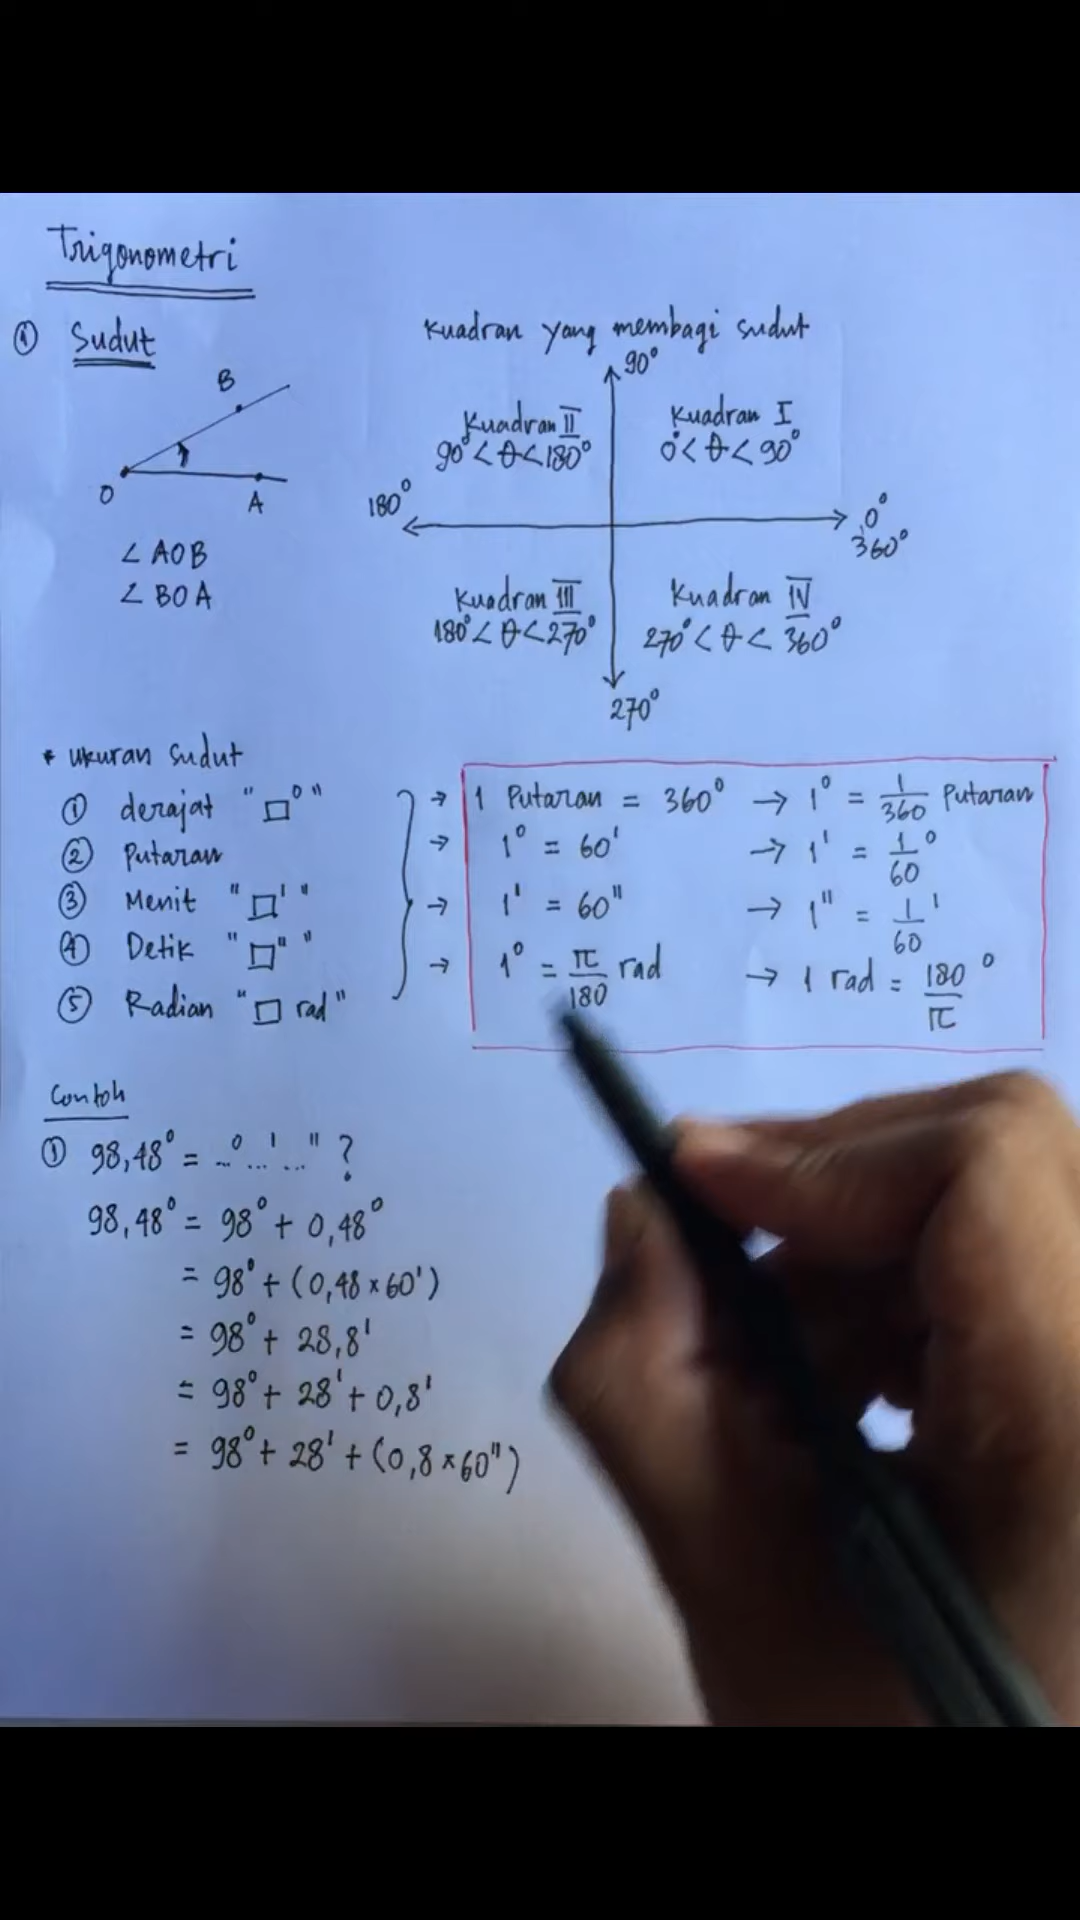 Trigonometri
① Sudut
B
O
A
∠ AOB
∠ BOA
Kuadran yang membagi sudut
90°
Kuadran II
90° < θ < 180°
Kuadran I
0° < θ < 90°
180°
0°
360°
Kuadran III
180° < θ < 270°
Kuadran IV
270° < θ < 360°
270°
* Ukuran sudut
① derajat "□°"
② Putaran
③ Menit "□'"
④ Detik "□""
⑤ Radian "□ rad"
→ 1 Putaran = 360° → 1° = 1/360 Putaran
→ 1° = 60' → 1' = 1/60°
→ 1' = 60" → 1" = 1/60'
→ 1° = π/180 rad → 1 rad = 180/π°
Contoh
① 98,48° = ...°...'..." ?
98,48° = 98° + 0,48°
= 98° + (0,48 × 60')
= 98° + 28,8'
= 98° + 28' + 0,8'
= 98° + 28' + (0,8 × 60")